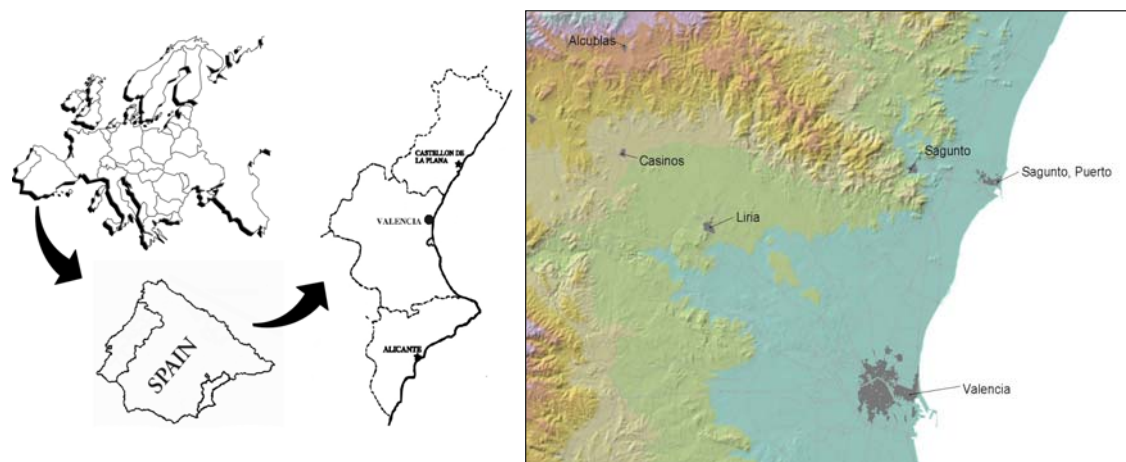 SPAIN
CASTELLON DE
LA PLANA
VALENCIA
ALICANTE
Alcublas
Casinos
Liria
Sagunto
Sagunto, Puerto
Valencia